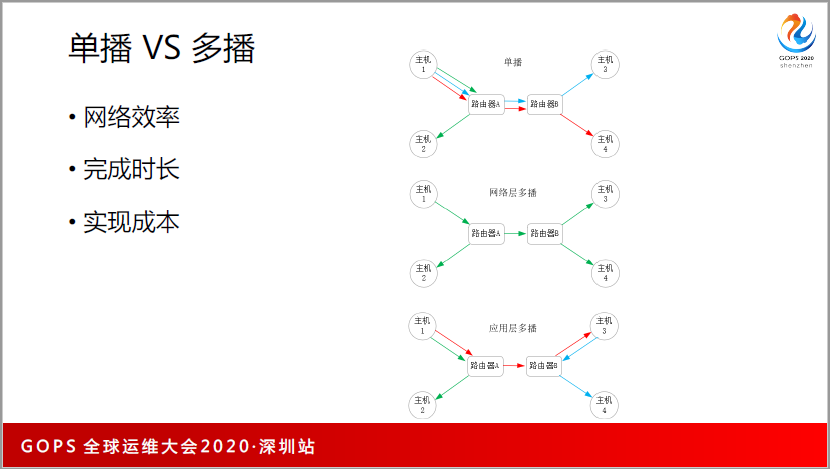 单播 VS 多播
• 网络效率
• 完成时长
• 实现成本
GOPS 2020
shenzhen
单播
主机
1
主机
3
路由器A
路由器B
主机
2
主机
4
网络层多播
主机
1
主机
3
路由器A
路由器B
主机
2
主机
4
应用层多播
主机
1
主机
3
路由器A
路由器B
主机
2
主机
4
GOPS 全球运维大会2020·深圳站